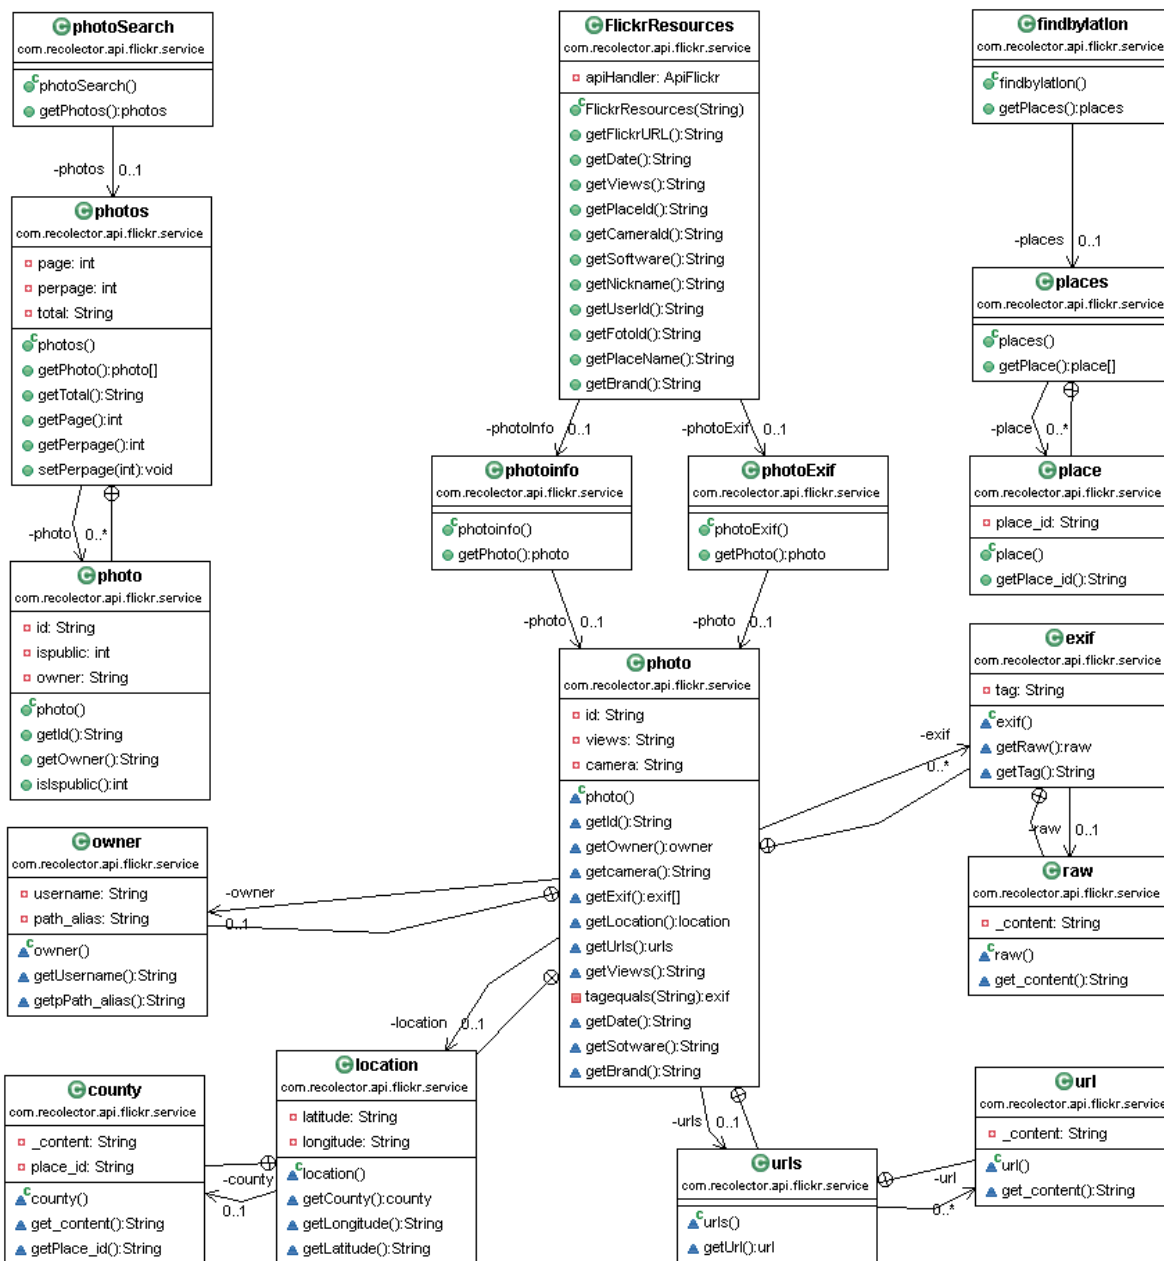 photoSearch
com.recolector.api.flickr.service
photoSearch()
getPhotos():photos
-photos 0..1
photos
com.recolector.api.flickr.service
page: int
perpage: int
total: String
photos()
getPhoto():photo[]
getTotal():String
getPage():int
getPerpage():int
setPerpage(int):void
-photo 0..*
photo
com.recolector.api.flickr.service
id: String
ispublic: int
owner: String
photo()
getId():String
getOwner():String
isIspublic():int
FlickrResources
com.recolector.api.flickr.service
apiHandler: ApiFlickr
FlickrResources(String)
getFlickrURL():String
getDate():String
getViews():String
getPlaceId():String
getCameraId():String
getSoftware():String
getNickname():String
getUserId():String
getFotoId():String
getPlaceName():String
getBrand():String
-photoInfo 0..1
-photoExif 0..1
photoinfo
com.recolector.api.flickr.service
photoinfo()
getPhoto():photo
photoExif
com.recolector.api.flickr.service
photoExif()
getPhoto():photo
-photo 0..1
-photo 0..1
findbylatlon
com.recolector.api.flickr.service
findbylatlon()
getPlaces():places
-places 0..1
places
com.recolector.api.flickr.service
places()
getPlace():place[]
-place 0..*
place
com.recolector.api.flickr.service
place_id: String
place()
getPlace_id():String
photo
com.recolector.api.flickr.service
id: String
views: String
camera: String
photo()
getId():String
getOwner():owner
getcamera():String
getExif():exif[]
getLocation():location
getUrls():urls
getViews():String
tagequals(String):exif
getDate():String
getSotware():String
getBrand():String
-exif
0..*
exif
com.recolector.api.flickr.service
tag: String
exif()
getRaw():raw
getTag():String
-raw 0..1
raw
com.recolector.api.flickr.service
_content: String
raw()
get_content():String
owner
com.recolector.api.flickr.service
username: String
path_alias: String
owner()
getUsername():String
getpPath_alias():String
-owner
0..1
-location 0..1
location
com.recolector.api.flickr.service
latitude: String
longitude: String
location()
getCounty():county
getLongitude():String
getLatitude():String
county
com.recolector.api.flickr.service
_content: String
place_id: String
county()
get_content():String
getPlace_id():String
-county
0..1
-urls 0..1
urls
com.recolector.api.flickr.service
urls()
getUrl():url
-url
0..*
url
com.recolector.api.flickr.service
_content: String
url()
get_content():String